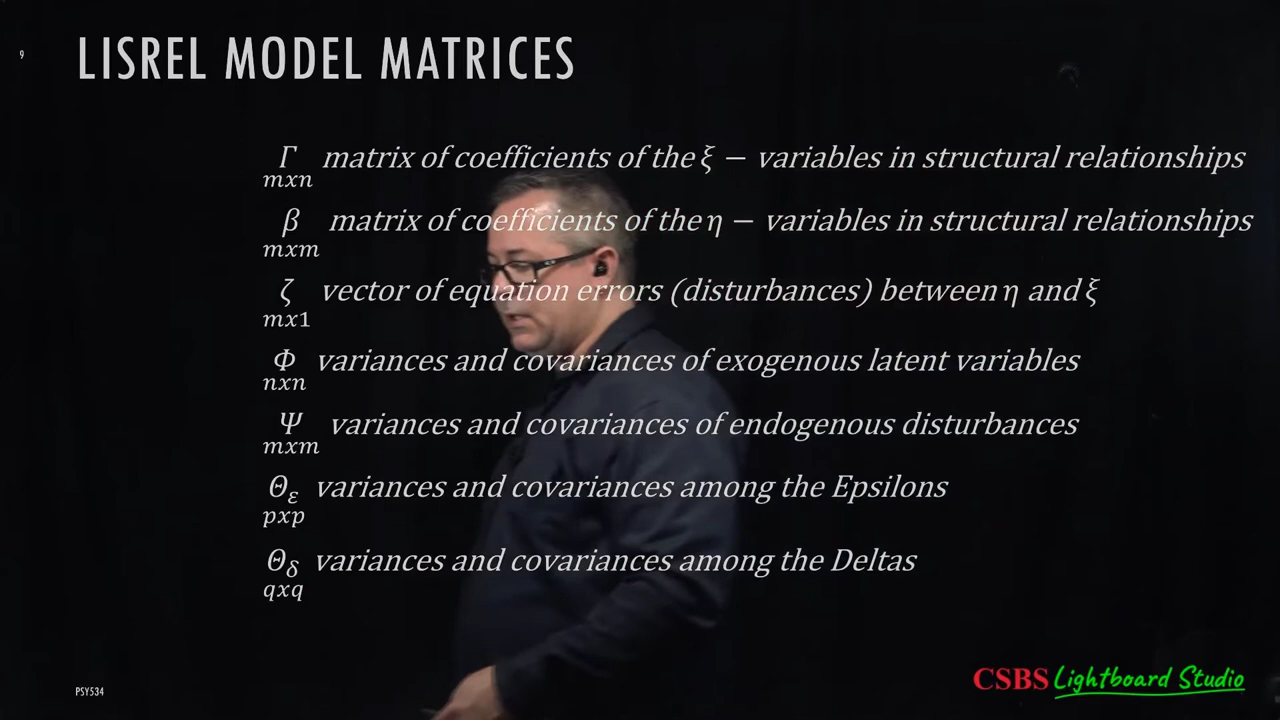 9
LISREL MODEL MATRICES
Γ matrix of coefficients of the ξ − variables in structural relationships
mxn
β matrix of coefficients of the η − variables in structural relationships
mxm
ζ vector of equation errors (disturbances) between η and ξ
mx1
Φ variances and covariances of exogenous latent variables
nxn
Ψ variances and covariances of endogenous disturbances
mxm
Θε variances and covariances among the Epsilons
pxp
Θδ variances and covariances among the Deltas
qxq
PSY534
CSBS Lightboard Studio